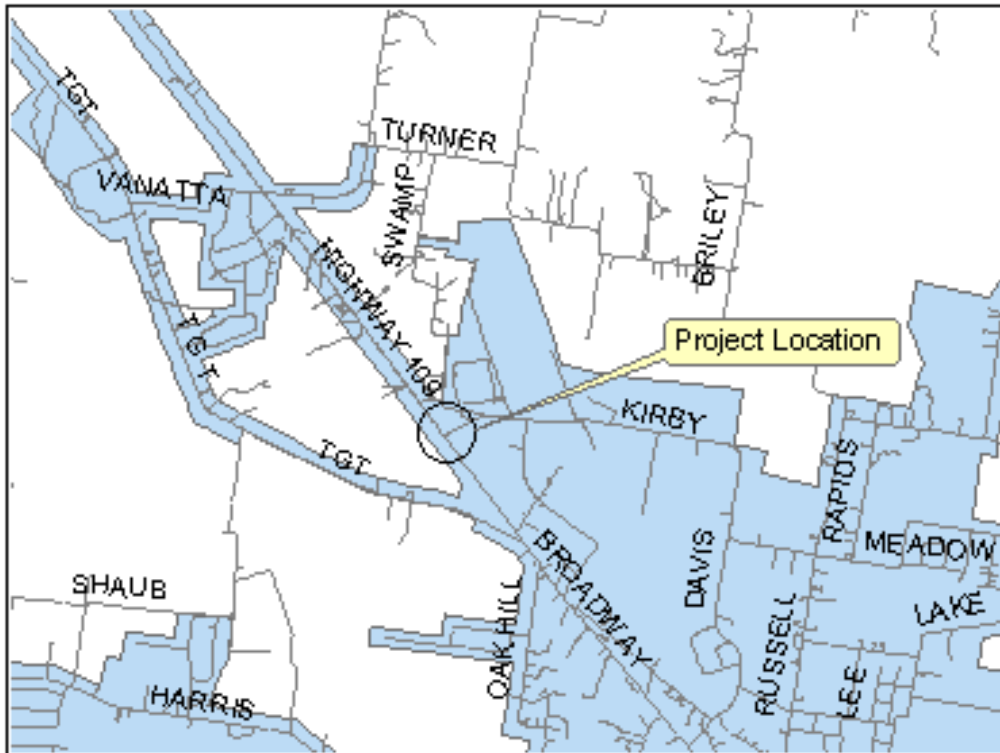 TGT
TURNER
VANATTA
SWAMP
BRILEY
HIGHWAY 109
TGT
Project Location
KIRBY
TGT
RAPIDS
MEADOW
BROADWAY
DAVIS
SHAUB
LAKE
OAK HILL
RUSSELL
LEE
HARRIS